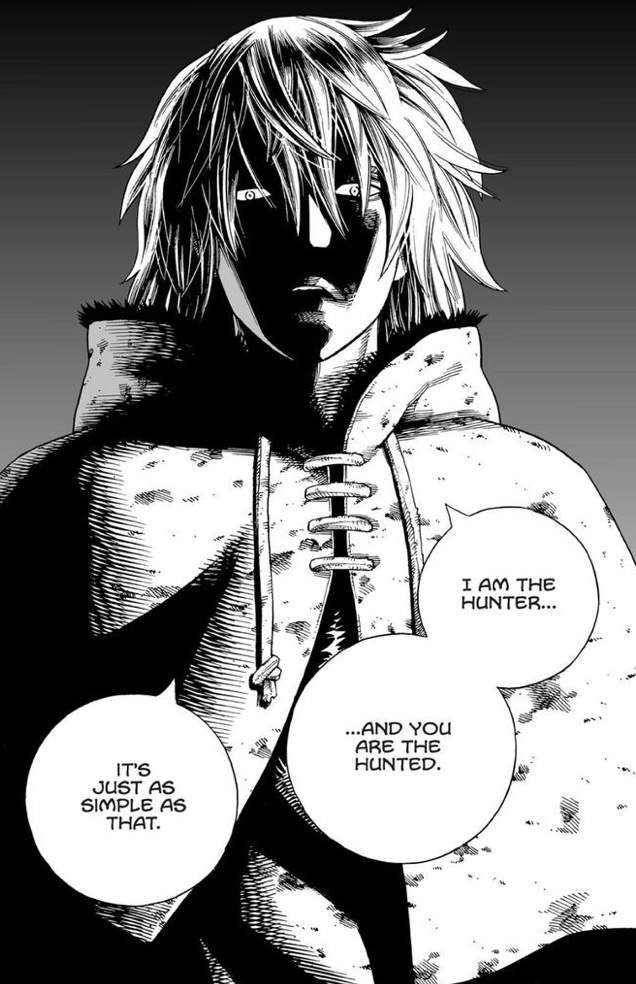 I AM THE
HUNTER...
...AND YOU
ARE THE
HUNTED.
IT'S
JUST AS
SIMPLE AS
THAT.